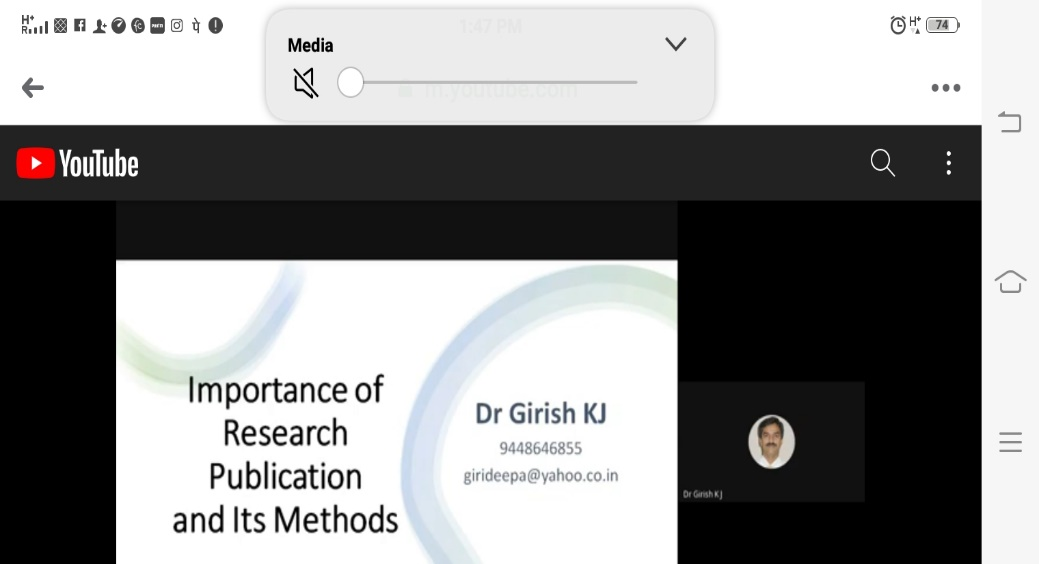 1:47 PM
74
Media
m.youtube.com
YouTube
Importance of
Research
Publication
and Its Methods
Dr Girish KJ
9448646855
girideepa@yahoo.co.in
Dr Girish K J